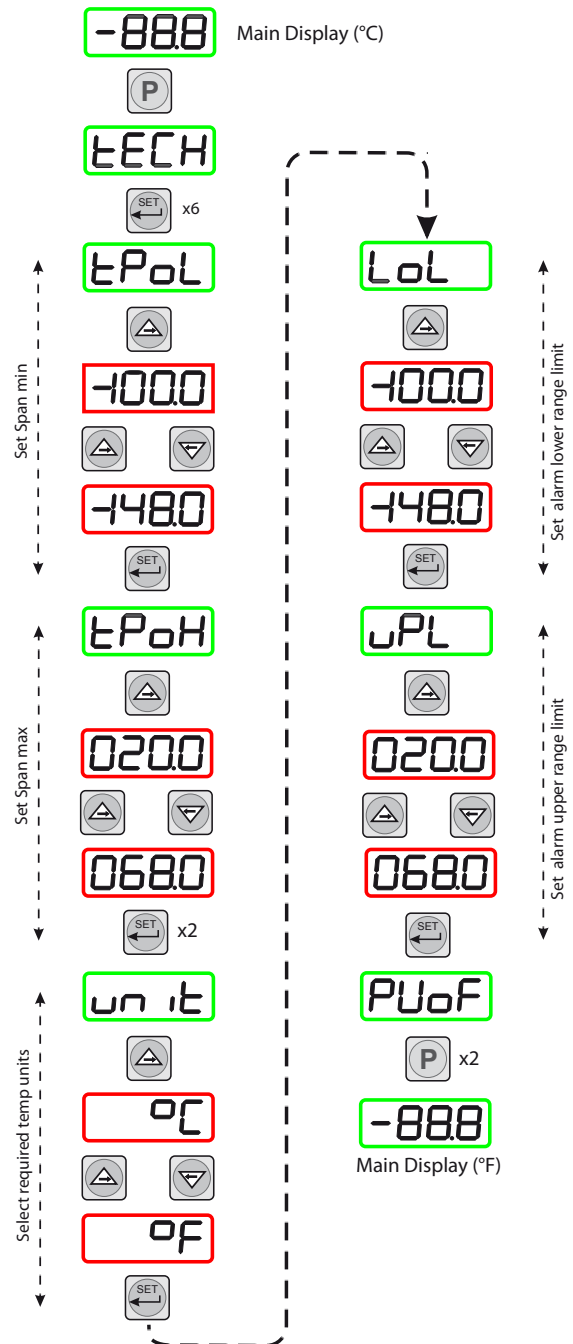 -88.8
Main Display (°C)
P
tECH
SET
x6
Set Span min
tPoL
-100.0
-148.0
SET
Set Span max
tPoH
020.0
068.0
SET
x2
Select required temp units
unit
°C
°F
SET
Set alarm lower range limit
LoL
-100.0
-148.0
SET
Set alarm upper range limit
uPL
020.0
068.0
SET
PUoF
P
x2
-88.8
Main Display (°F)